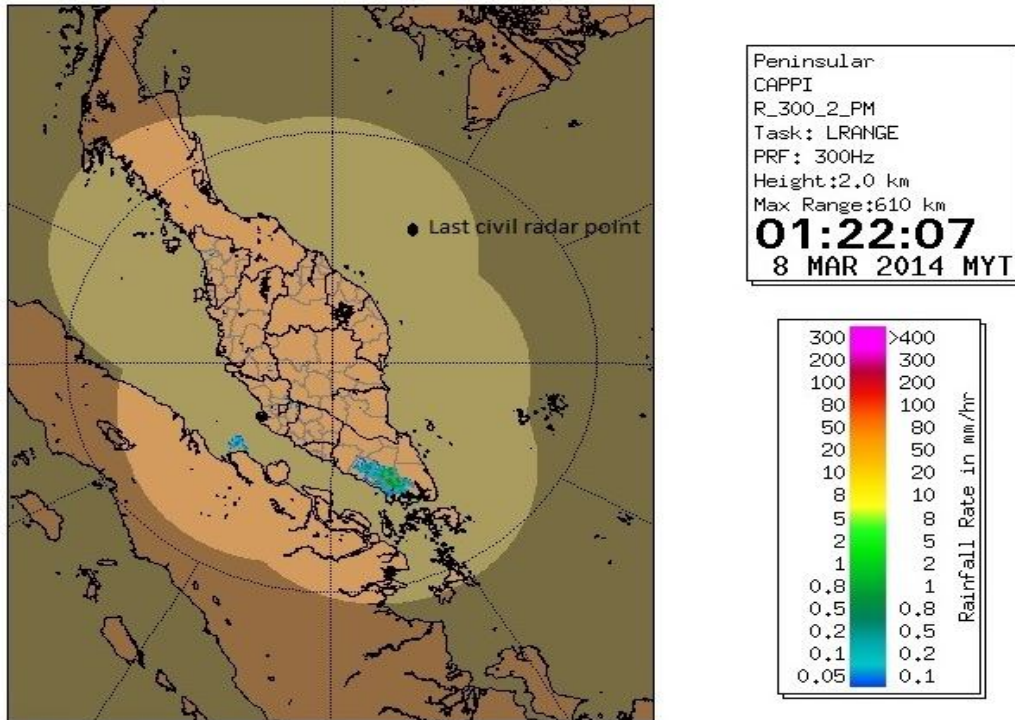 Last civil radar point
Peninsular
CAPPI
R_300_2_PM
Task: LRANGE
PRF: 300Hz
Height:2.0 km
Max Range:610 km
01:22:07
8 MAR 2014 MYT
300 >400
200 300
100 200
80 100
50 80
20 50
10 20
8 10
5 8
2 5
1 2
0.8 1
0.5 0.8
0.2 0.5
0.1 0.2
0.05 0.1
Rainfall Rate in mm/hr